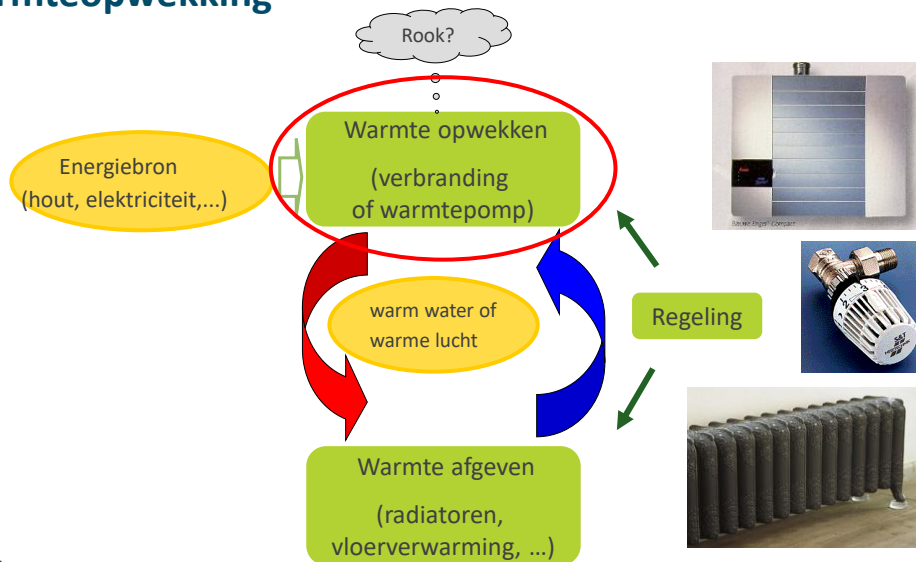 rmteopwekking
Rook?
Warmte opwekken
(verbranding
of warmtepomp)
Energiebron
(hout, elektriciteit,...)
warm water of
warme lucht
Regeling
Warmte afgeven
(radiatoren,
vloerverwarming, …)